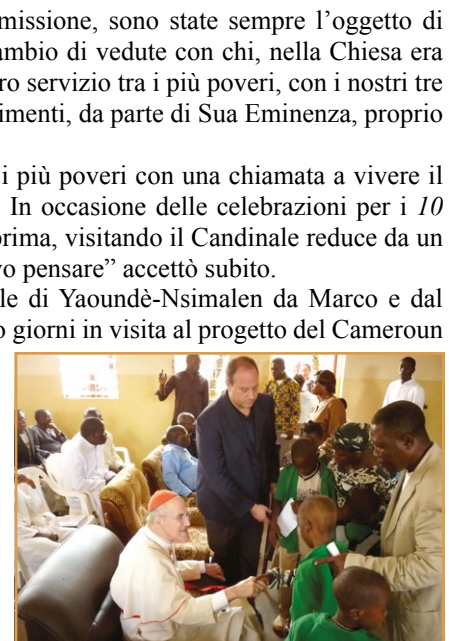 missione, sono state sempre l’oggetto di
ambio di vedute con chi, nella Chiesa era
ro servizio tra i più poveri, con i nostri tre
imenti, da parte di Sua Eminenza, proprio
i più poveri con una chiamata a vivere il
In occasione delle celebrazioni per i 10
prima, visitando il Candinale reduce da un
vo pensare” accettò subito.
le di Yaoundè-Nsimalen da Marco e dal
o giorni in visita al progetto del Cameroun